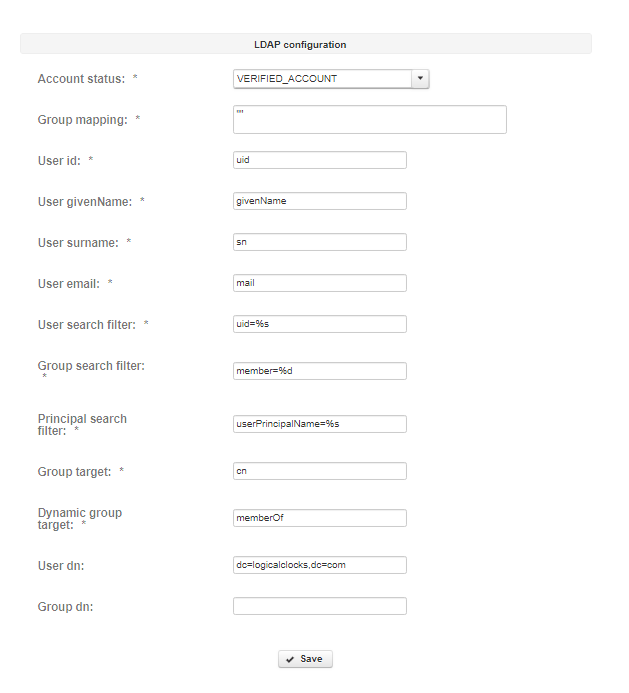 LDAP configuration
Account status: * VERIFIED_ACCOUNT
Group mapping: * ""
User id: * uid
User givenName: * givenName
User surname: * sn
User email: * mail
User search filter: * uid=%s
Group search filter:
* member=%d
Principal search
filter: * userPrincipalName=%s
Group target: * cn
Dynamic group
target: * memberOf
User dn: dc=logicalclocks,dc=com
Group dn:
Save